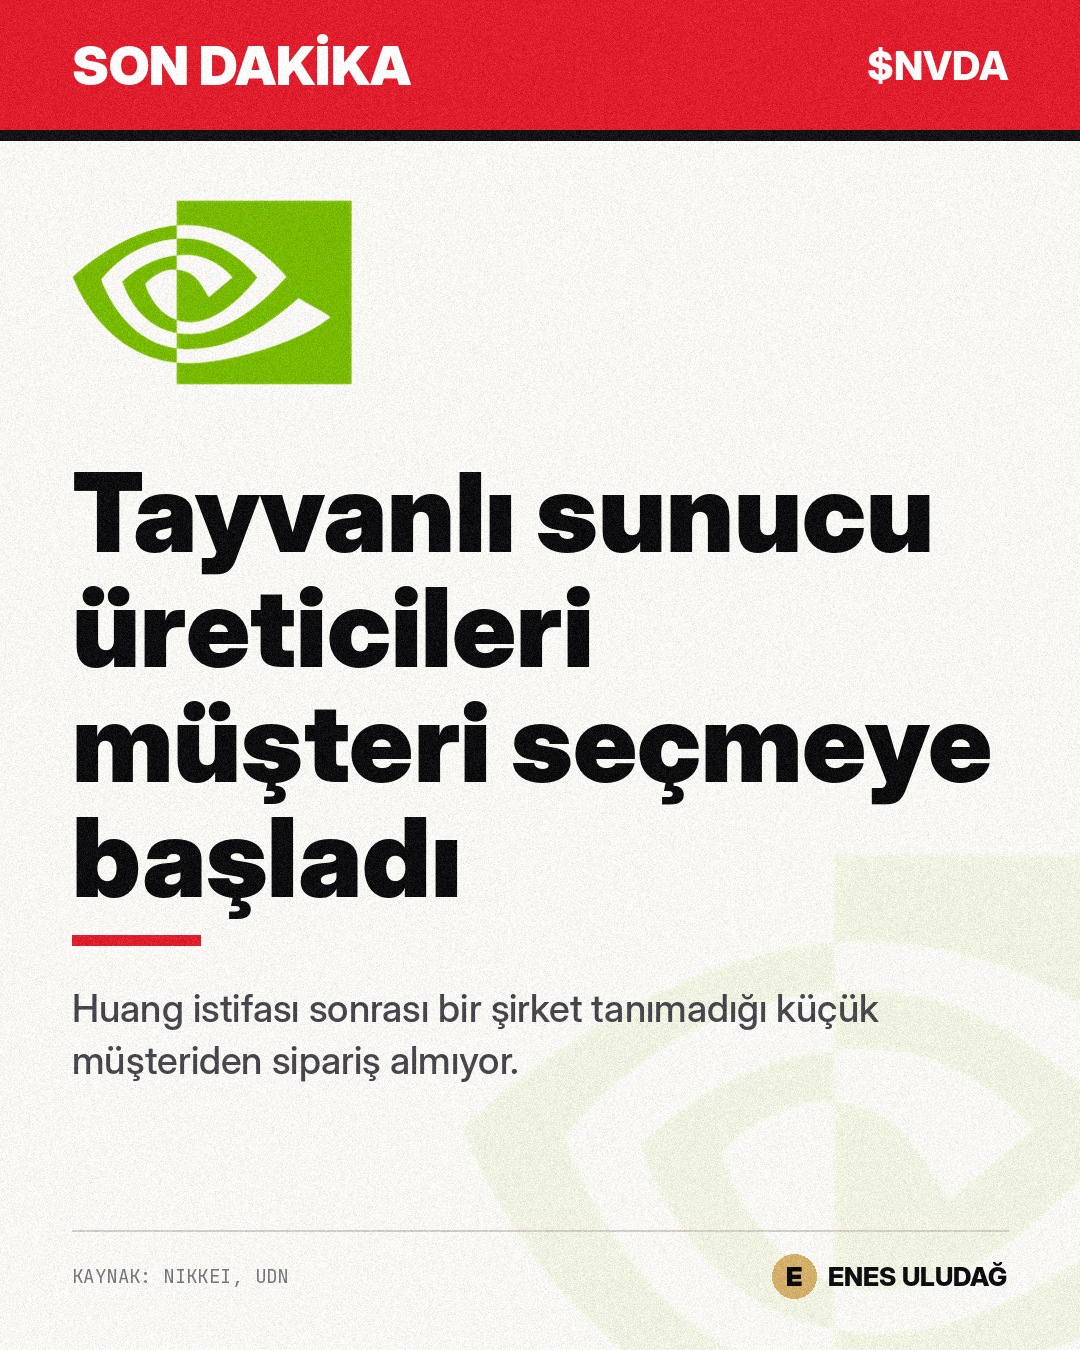 SON DAKİKA
$NVDA
Tayvanlı sunucu
üreticileri
müşteri seçmeye
başladı
Huang istifası sonrası bir şirket tanımadığı küçük
müşteriden sipariş almıyor.
KAYNAK: NIKKEI, UDN
E ENES ULUDAĞ